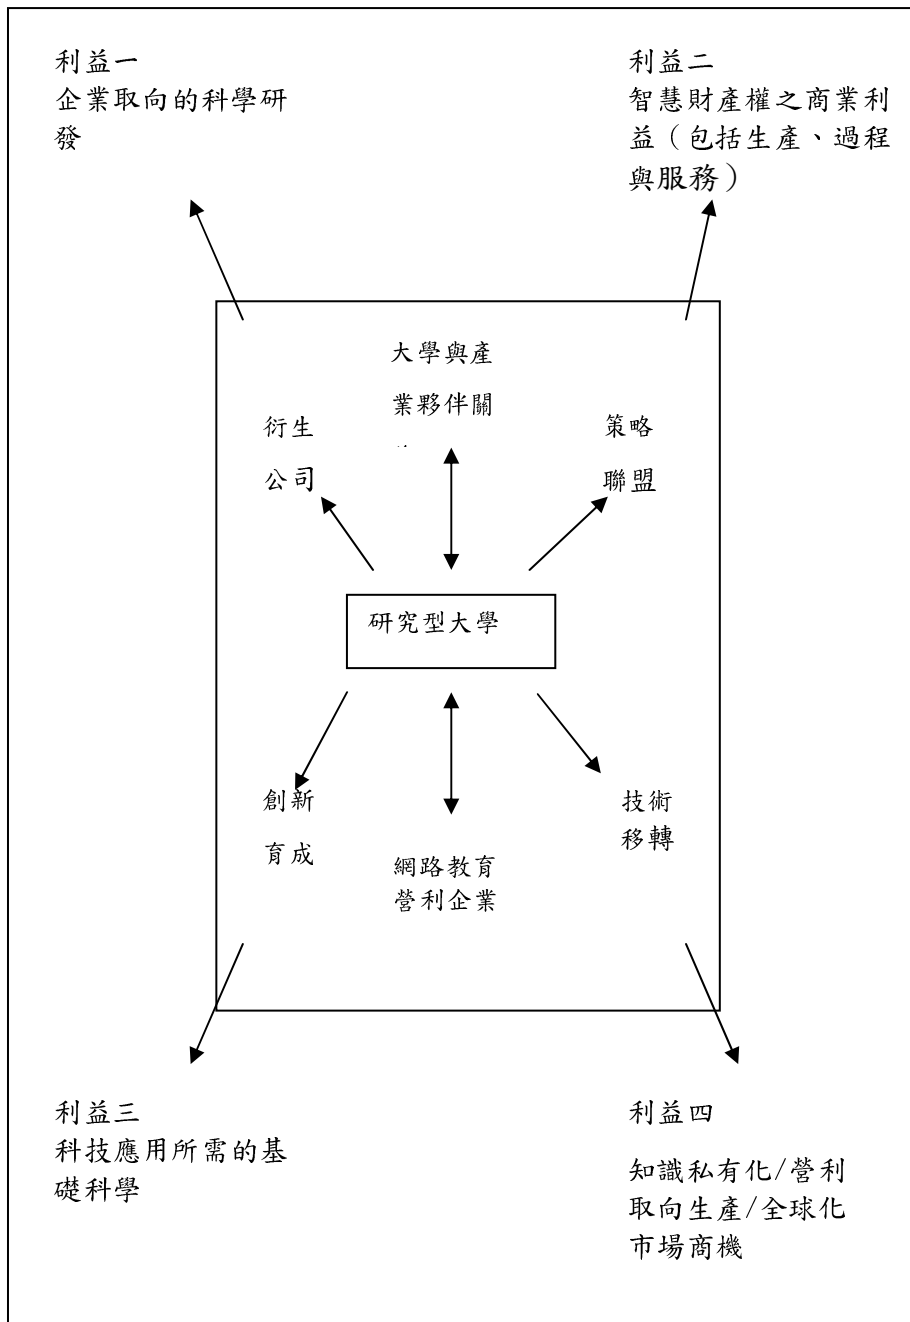 利益一
企業取向的科學研
發
利益二
智慧財產權之商業利
益（包括生產、過程
與服務）
大學與產
業夥伴關
衍生
公司
策略
聯盟
研究型大學
創新
育成
技術
移轉
網路教育
營利企業
利益三
科技應用所需的基
礎科學
利益四
知識私有化/營利
取向生產/全球化
市場商機